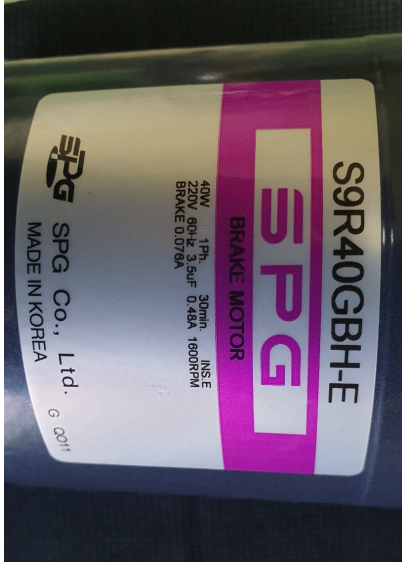 S9R40GBH-E
SPG
BRAKE MOTOR
40W 1Ph. 30min. INS.E
220V 60Hz 3.5uF 0.48A 1600RPM
BRAKE 0.076A
SPG SPG Co., Ltd.
MADE IN KOREA
G Q011